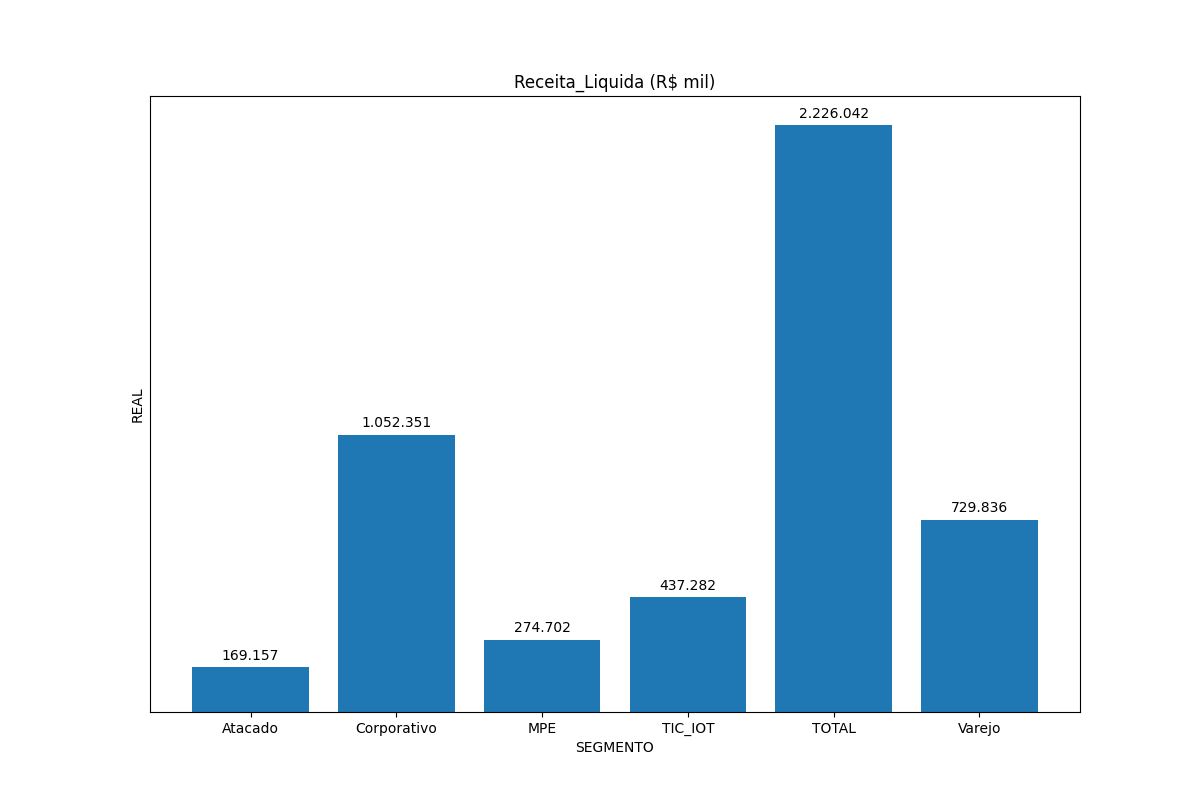 Receita_Liquida (R$ mil)
2.226.042
1.052.351
729.836
437.282
274.702
169.157
REAL
Atacado Corporativo MPE TIC_IOT TOTAL Varejo
SEGMENTO